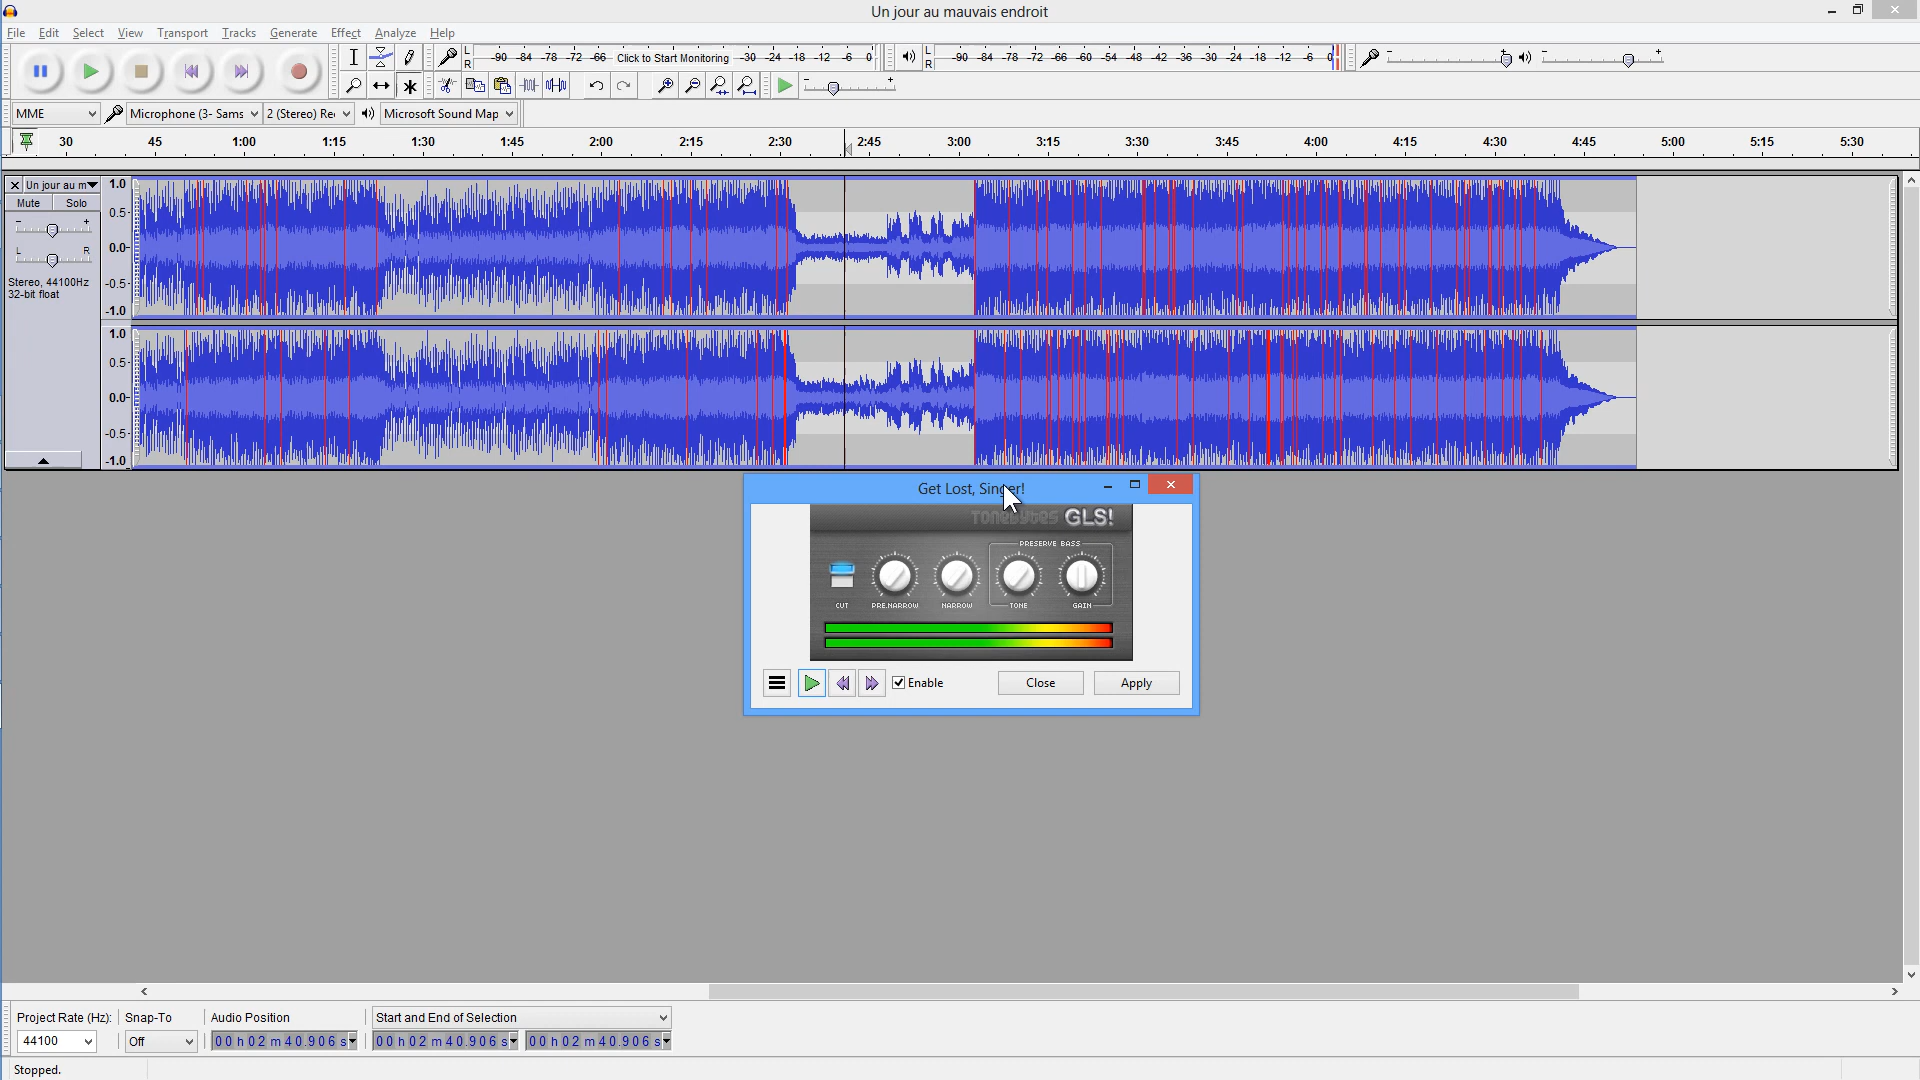 Un jour au mauvais endroit
File Edit Select View Transport Tracks Generate Effect Analyze Help
L -90 -84 -78 -72 -66 Click to Start Monitoring -30 -24 -18 -12 -6 0 L -90 -84 -78 -72 -66 -60 -54 -48 -42 -36 -30 -24 -18 -12 -6 0 - + - +
R R
- +
MME Microphone (3- Sams 2 (Stereo) Re Microsoft Sound Map
30 45 1:00 1:15 1:30 1:45 2:00 2:15 2:30 2:45 3:00 3:15 3:30 3:45 4:00 4:15 4:30 4:45 5:00 5:15 5:30
Un jour au m 1.0
Mute Solo
- + 0.5-
L R 0.0-
Stereo, 44100Hz -0.5-
32-bit float
-1.0
1.0
0.5-
0.0-
-0.5-
-1.0
Get Lost, Singer!
Tonebytes GLS!
PRESERVE BASS
CUT PRE.NARROW NARROW TONE GAIN
Enable Close Apply
Project Rate (Hz): Snap-To Audio Position Start and End of Selection
44100 Off 00 h 02 m 40.906 s 00 h 02 m 40.906 s 00 h 02 m 40.906 s
Stopped.